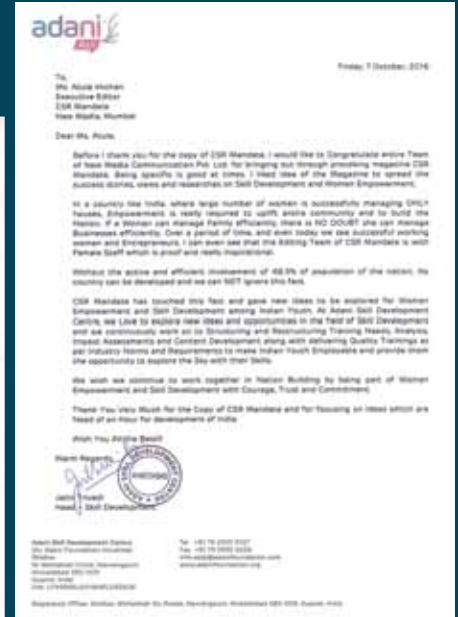 adani
Friday, 7 October, 2016
To,
Executive Editor
CSR Mandate
New Media, Mumbai
Dear Ms.
Before I thank you for the copy of CSR Mandate, I would like to Congratulate entire Team
of New Media Communication Pvt. Ltd. for bringing out through provoking magazine CSR
Mandate. Being specific is good at times. I liked idea of the Magazine to spread the
success stories, and researches on Skill Development and Women Empowerment.
In a country like India, where large number of women is successfully managing ONLY
houses, Empowerment is really required to uplift entire community and to build the
Nation. If a Woman can manage Family efficiently, there is NO DOUBT she can manage
Businesses efficiently. Over a period of time, and even today we see successful working
women and Entrepreneurs. I can even see that the Editing Team of CSR Mandate is with
Female Staff which is proof and really inspirational.
Without the active and efficient involvement of of population of the nation, No
country can be developed and we can NOT ignore this fact.
CSR Mandate has touched this fact and gave new ideas to be explored for Women
Empowerment and Skill Development among Indian Youth. At Adani Skill Development
Centre, we Love to explore new ideas and opportunities in the field of Skill Development
and we continuously work on to Structuring and Restructuring Training Needs, Analysis,
Impact Assessments and Content Development along with delivering Quality Trainings as
per Industry Norms and Requirements to make Indian Youth Employable and provide them
the opportunity to explore the Sky with their Skills.
We wish we continue to work together in Nation Building by being part of Women
Empowerment and Skill Development with Courage, Trust and Commitment.
Thank You Very Much for the Copy of CSR Mandate and for focusing on ideas which are
Need of an Hour for development of India.
Wish You All the Best!!
Warm Regards,
Jatin Trivedi
Head - Skill Development
Adani Skill Development Centre